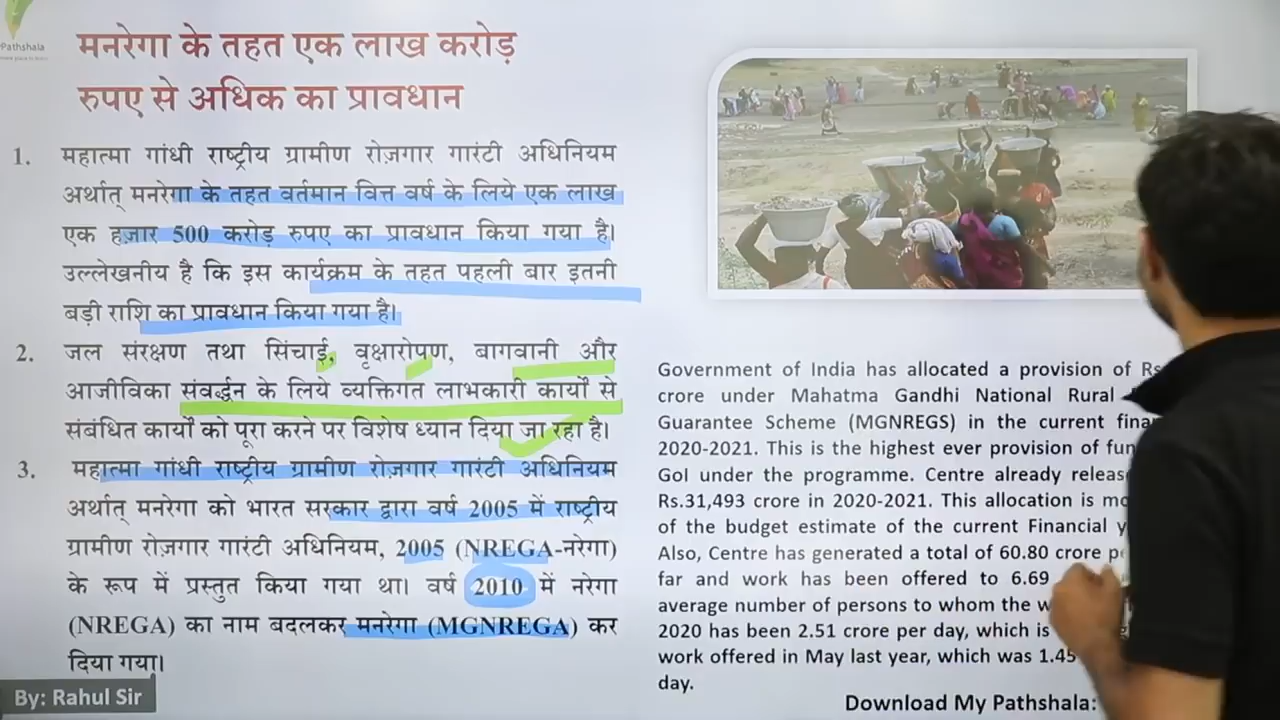 Pathshala
मनरेगा के तहत एक लाख करोड़
रुपए से अधिक का प्रावधान
1. महात्मा गांधी राष्ट्रीय ग्रामीण रोज़गार गारंटी अधिनियम
अर्थात् मनरेगा के तहत वर्तमान वित्त वर्ष के लिये एक लाख
एक हज़ार 500 करोड़ रुपए का प्रावधान किया गया है।
उल्लेखनीय है कि इस कार्यक्रम के तहत पहली बार इतनी
बड़ी राशि का प्रावधान किया गया है।
2. जल संरक्षण तथा सिंचाई, वृक्षारोपण, बागवानी और
आजीविका संवर्द्धन के लिये व्यक्तिगत लाभकारी कार्यों से
संबंधित कार्यों को पूरा करने पर विशेष ध्यान दिया जा रहा है।
3. महात्मा गांधी राष्ट्रीय ग्रामीण रोज़गार गारंटी अधिनियम
अर्थात् मनरेगा को भारत सरकार द्वारा वर्ष 2005 में राष्ट्रीय
ग्रामीण रोज़गार गारंटी अधिनियम, 2005 (NREGA-नरेगा)
के रूप में प्रस्तुत किया गया था। वर्ष 2010 में नरेगा
(NREGA) का नाम बदलकर मनरेगा (MGNREGA) कर
दिया गया।
By: Rahul Sir
Government of India has allocated a provision of Rs
crore under Mahatma Gandhi National Rural
Guarantee Scheme (MGNREGS) in the current
2020-2021. This is the highest ever provision of
GoI under the programme. Centre already
Rs.31,493 crore in 2020-2021. This allocation is
of the budget estimate of the current Financial
Also, Centre has generated a total of 60.80 crore
far and work has been offered to 6.69
average number of persons to whom the
2020 has been 2.51 crore per day, which is
work offered in May last year, which was 1.45
day.
Download My Pathshala: